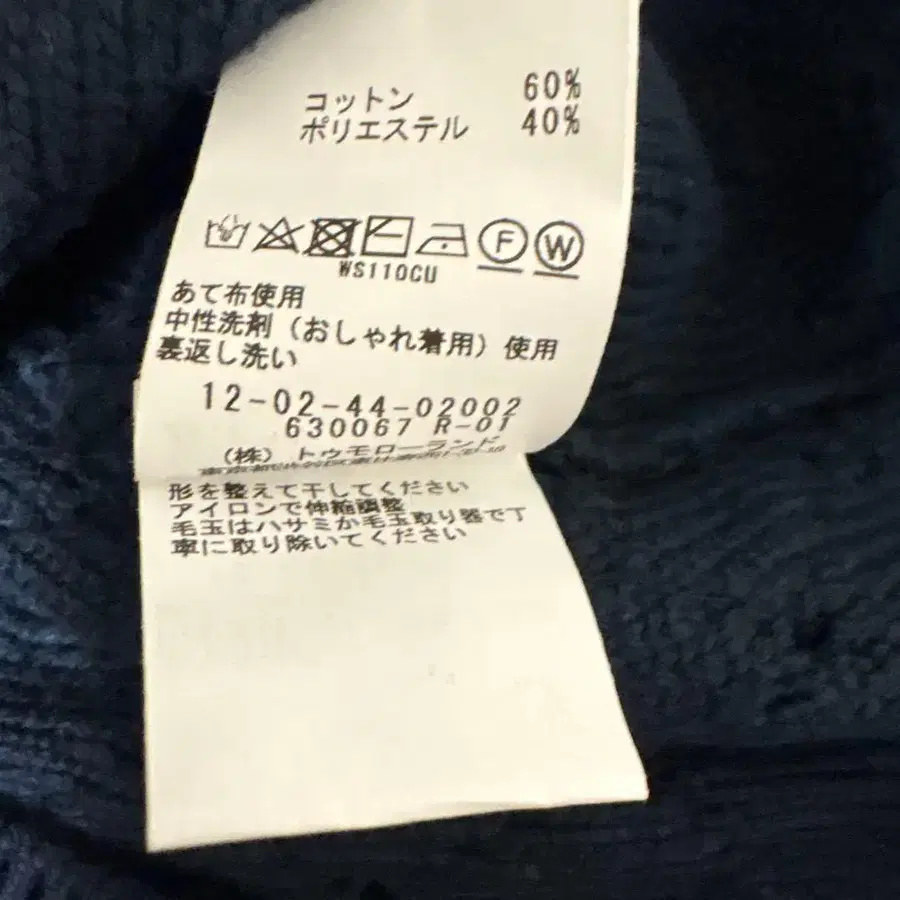 コットン 60%
ポリエステル 40%
F W
WS110CU
あて布使用
中性洗剤（おしゃれ着用）使用
裏返し洗い
12-02-44-02002
630067 R-01
（株）トゥモローランド
形を整えて干してください
アイロンで伸縮調整
毛玉はハサミか毛玉取り器で丁
寧に取り除いてください